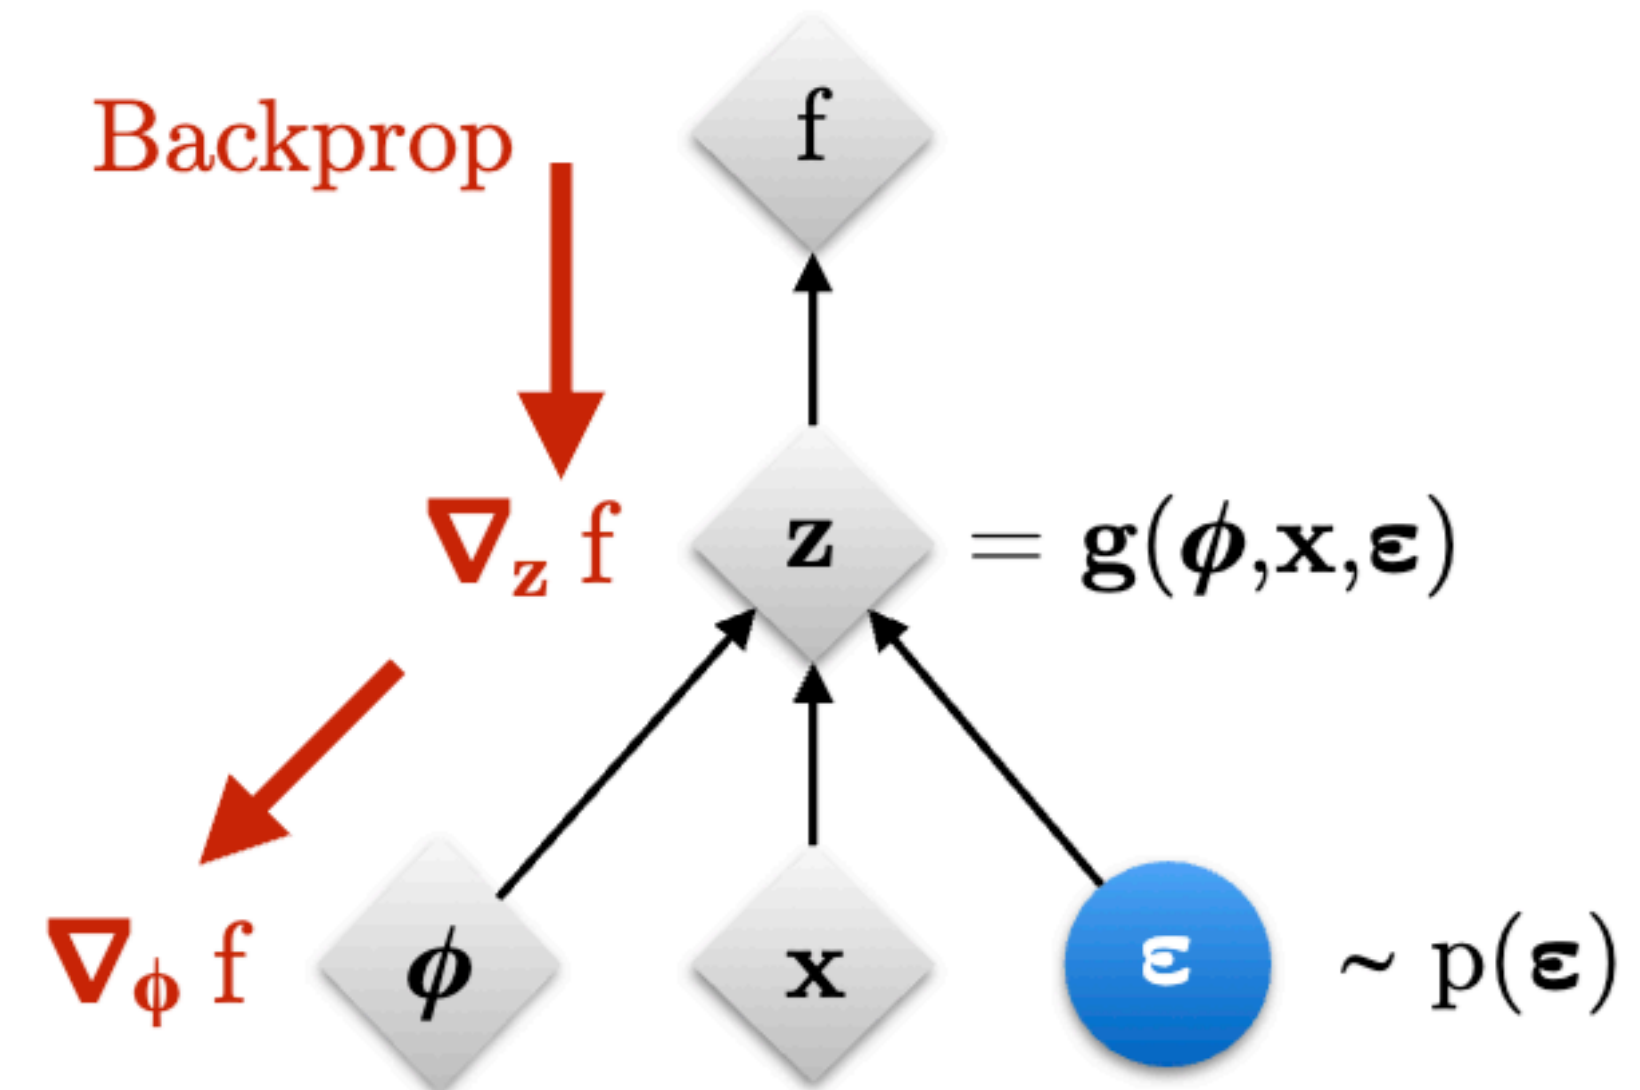 Backprop
f
∇z f
z
= g(ϕ,x,ε)
∇ϕ f
ϕ
x
ε
~ p(ε)